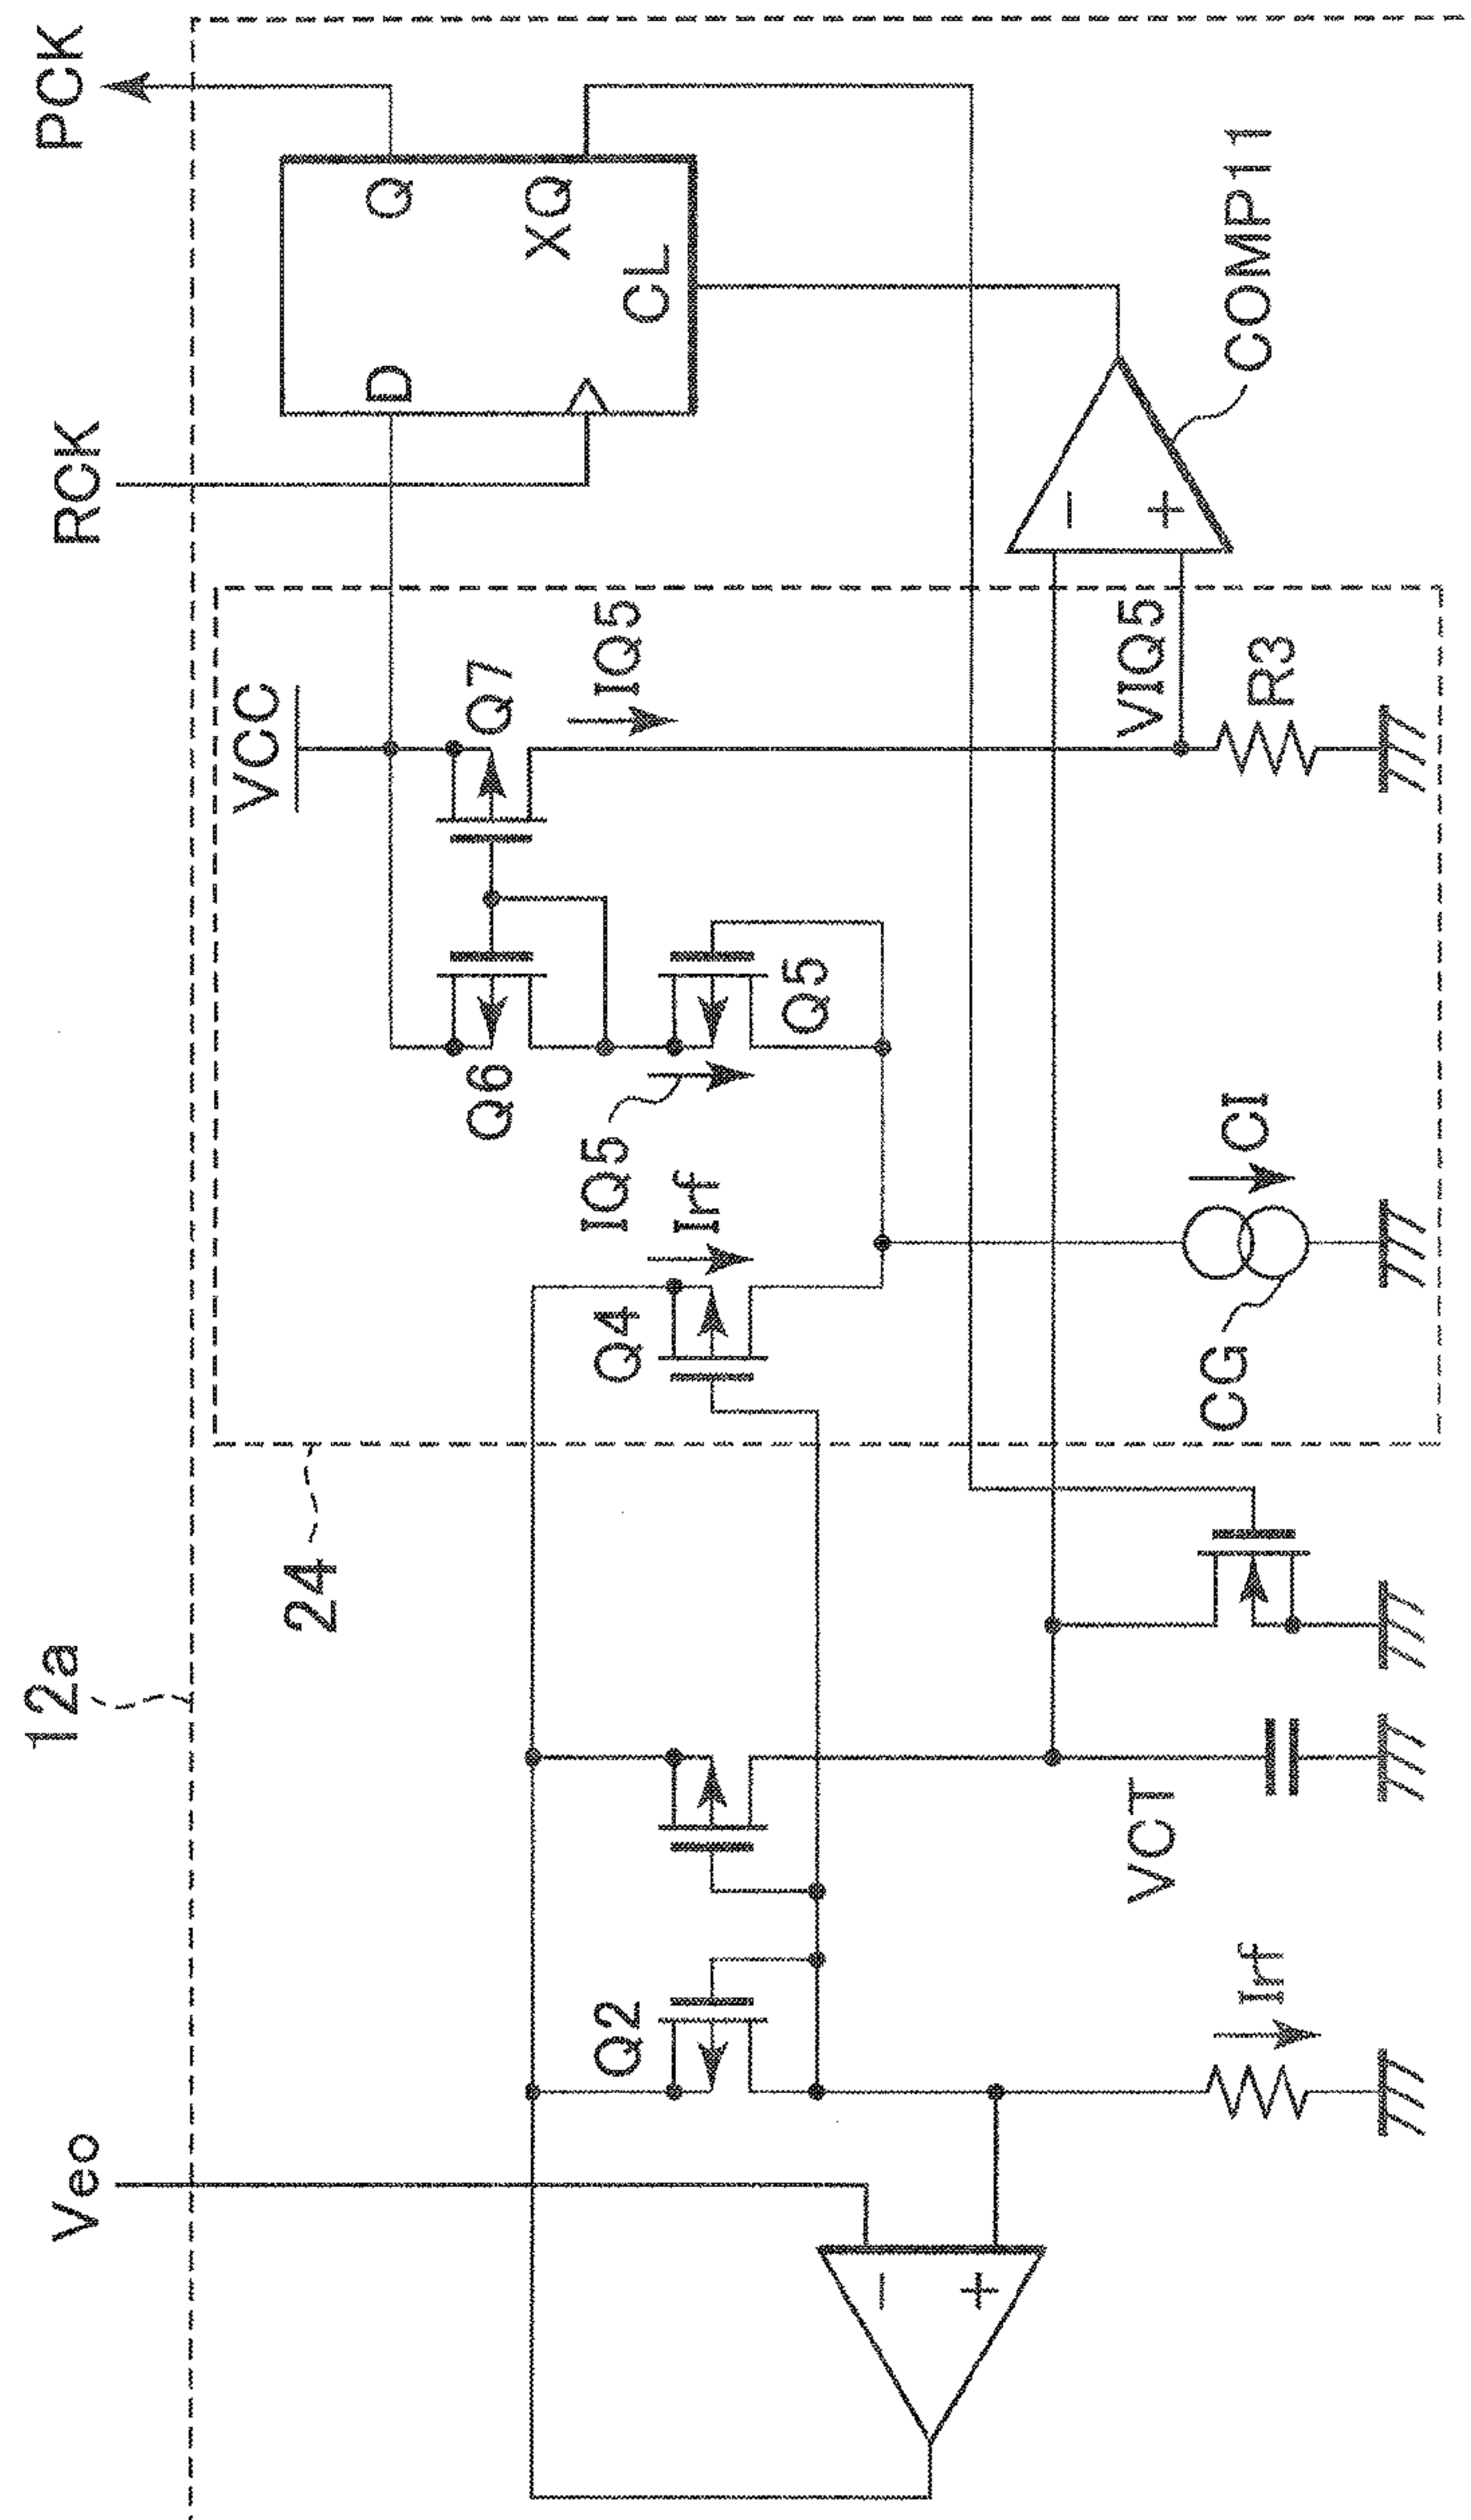 12a
Veo
RCK
PCK
24
VCC
D
Q
XQ
CL
Q6
Q7
IQ5
Q2
Q4
Irf
IQ5
Q5
−
+
VCT
Irf
CG
CI
VIQ5
R3
−
+
COMP11